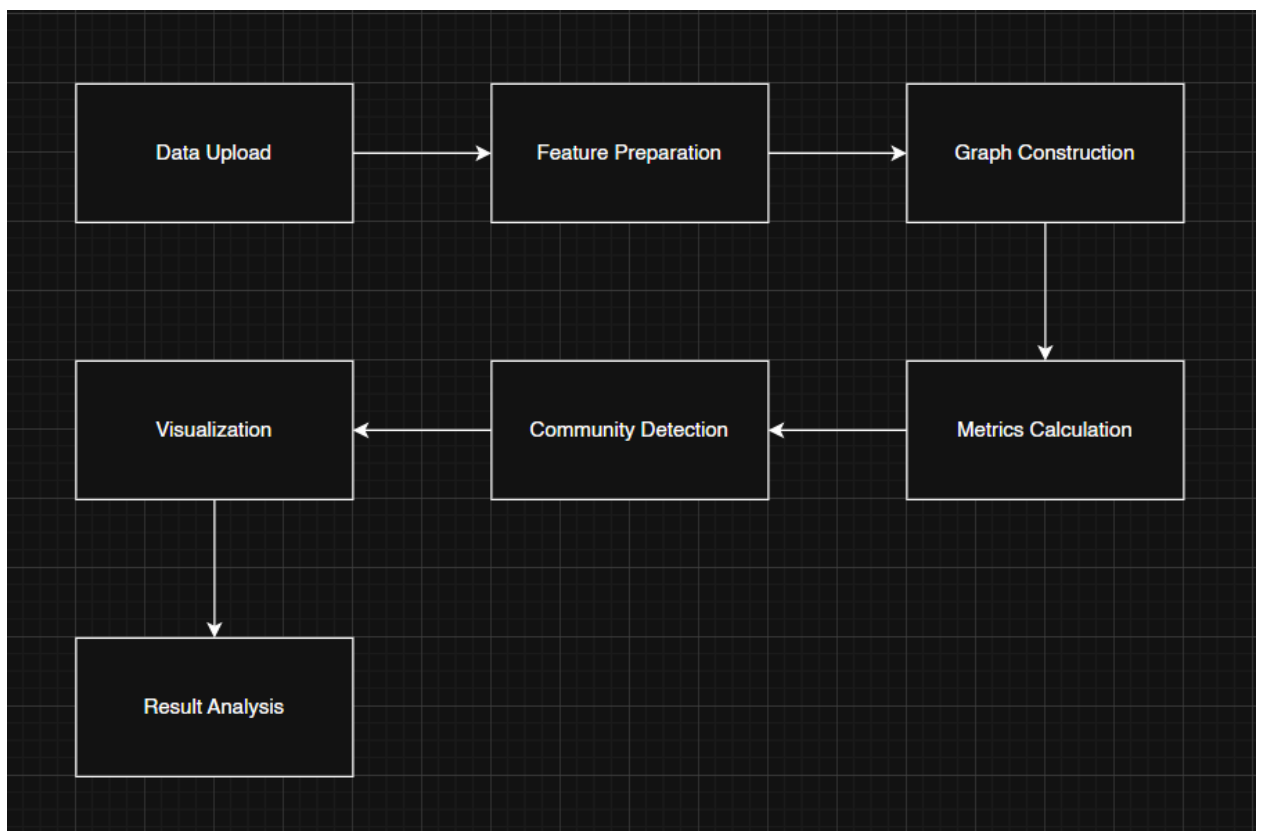 Data Upload
Feature Preparation
Graph Construction
Metrics Calculation
Community Detection
Visualization
Result Analysis